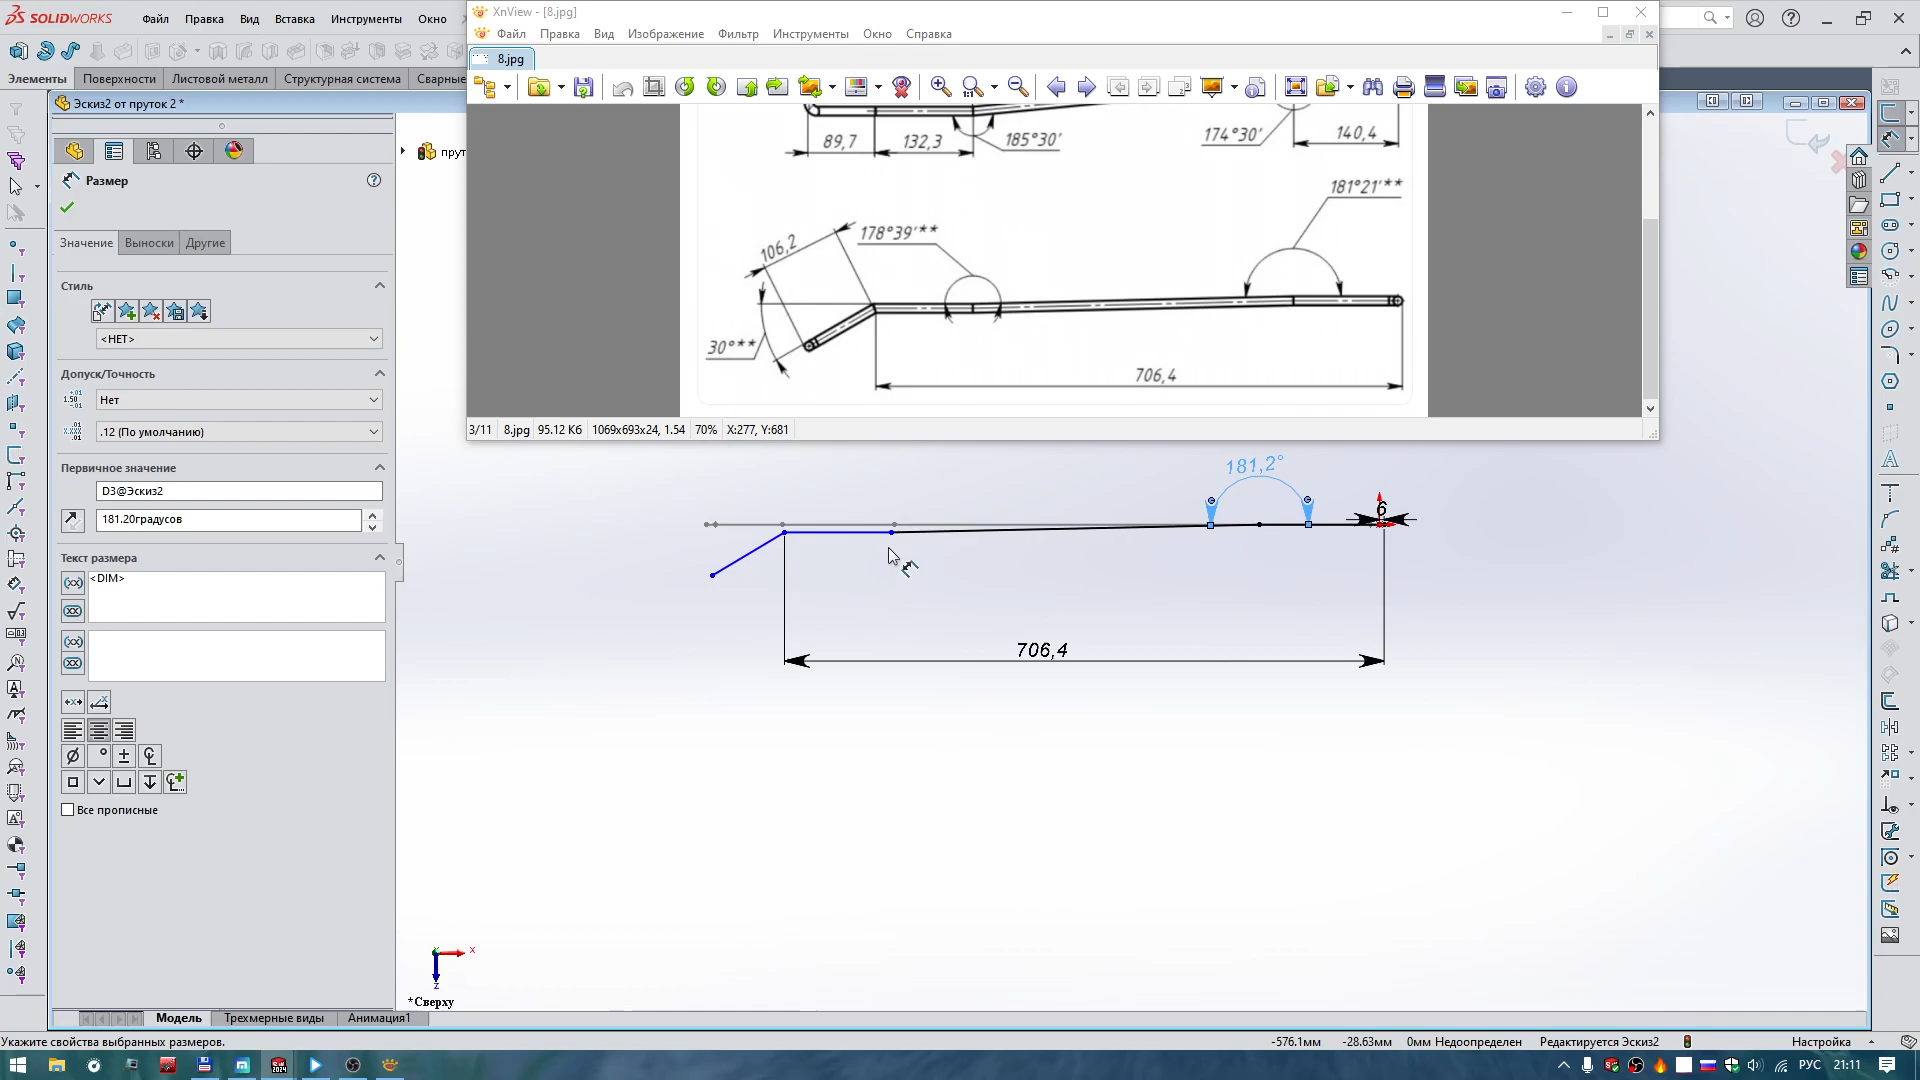 SOLIDWORKS
Файл
Правка
Вид
Вставка
Инструменты
Окно
XnView - [8.jpg]
Файл
Правка
Вид
Изображение
Фильтр
Инструменты
Окно
Справка
8.jpg
Элементы
Поверхности
Листовой металл
Структурная система
Сварные
Эскиз2 от пруток 2 *
прут
Размер
Значение
Выноски
Другие
Стиль
<НЕТ>
Допуск/Точность
Нет
.12 (По умолчанию)
Первичное значение
D3@Эскиз2
181.20градусов
Текст размера
<DIM>
Все прописные
89,7
132,3
185°30'
174°30'
140,4
181°21'**
178°39'**
106,2
30°**
706,4
3/11
8.jpg
95.12 Кб
1069x693x24, 1.54
70%
X:277, Y:681
181,2°
6
706,4
x
z
*Сверху
Модель
Трехмерные виды
Анимация1
Укажите свойства выбранных размеров.
-576.1мм
-28.63мм
0мм
Недоопределен
Редактируется Эскиз2
Настройка
РУС
21:11